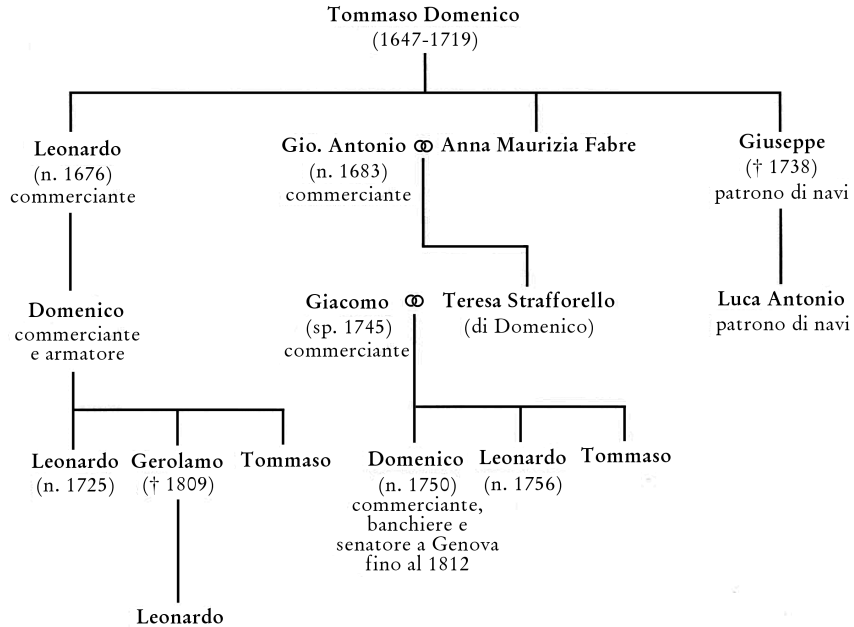 Tommaso Domenico
(1647-1719)
Leonardo
(n. 1676)
commerciante
Gio. Antonio
(n. 1683)
commerciante
Anna Maurizia Fabre
Giuseppe
(† 1738)
patrono di navi
Domenico
commerciante
e armatore
Giacomo
(sp. 1745)
commerciante
Teresa Strafforello
(di Domenico)
Luca Antonio
patrono di navi
Leonardo
(n. 1725)
Gerolamo
(† 1809)
Tommaso
Domenico
(n. 1750)
commerciante,
banchiere e
senatore a Genova
fino al 1812
Leonardo
(n. 1756)
Tommaso
Leonardo